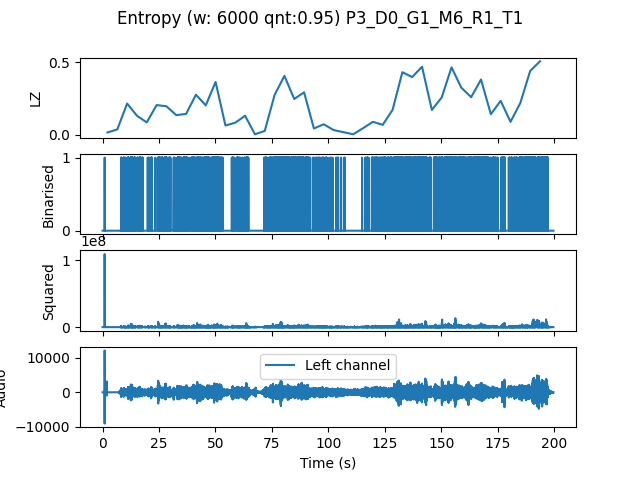 Entropy (w: 6000 qnt:0.95) P3_D0_G1_M6_R1_T1
0.5
LZ
0.0
1
Binarised
0
1e8
1
Squared
0
10000
Left channel
Audio
0
−10000
0 25 50 75 100 125 150 175 200
Time (s)